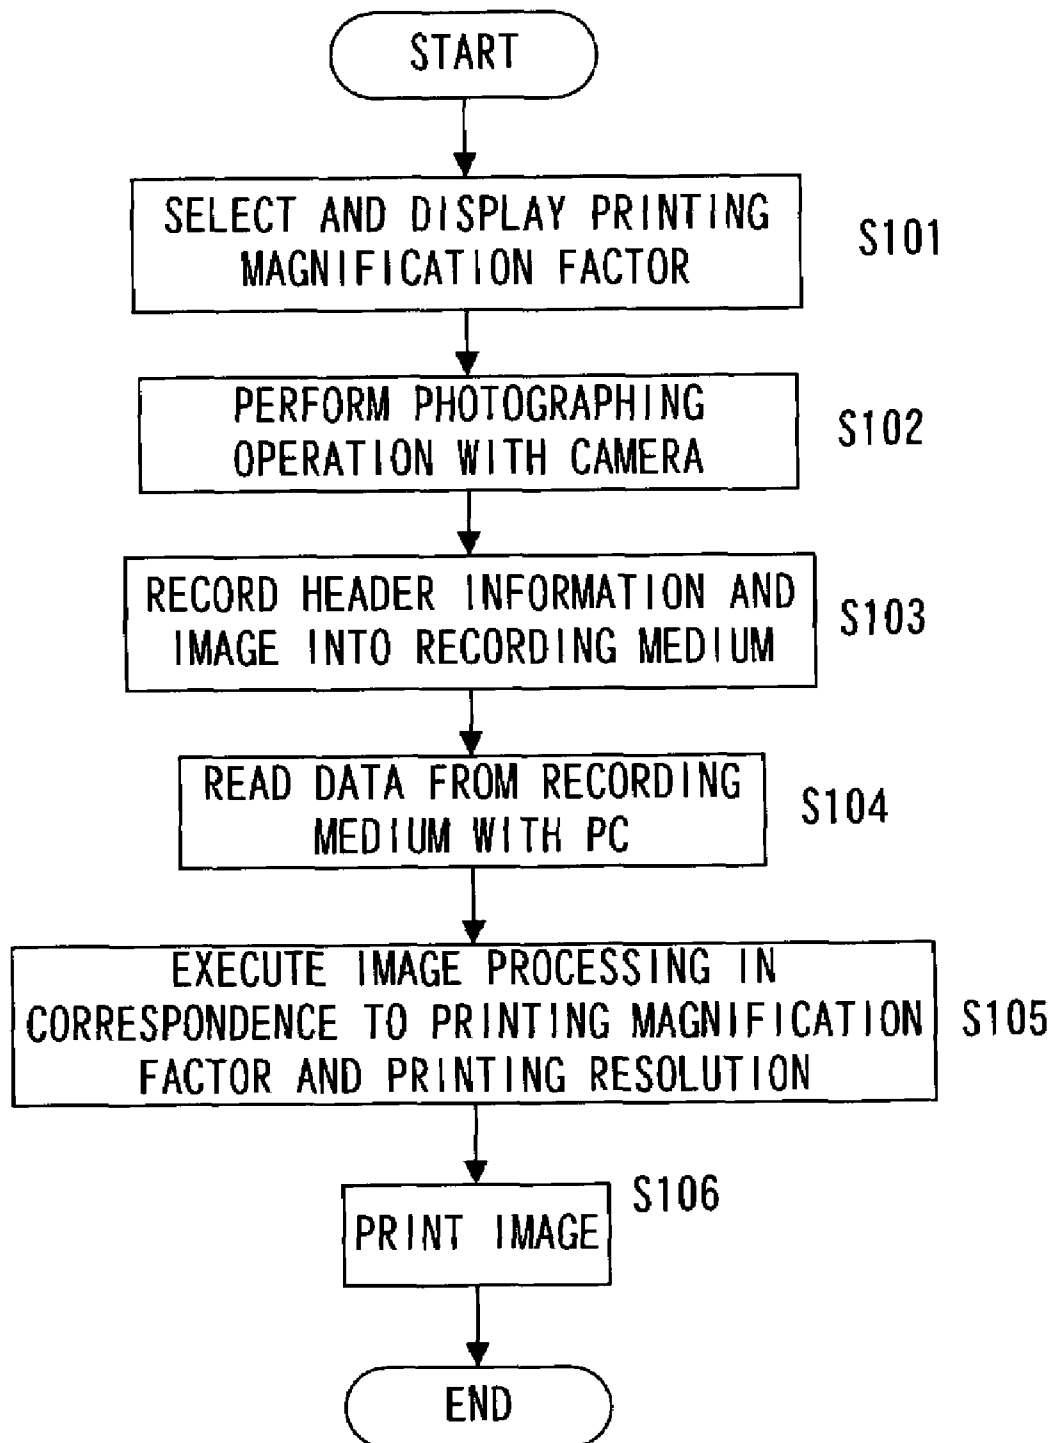 START
SELECT AND DISPLAY PRINTING
MAGNIFICATION FACTOR
S101
PERFORM PHOTOGRAPHING
OPERATION WITH CAMERA
S102
RECORD HEADER INFORMATION AND
IMAGE INTO RECORDING MEDIUM
S103
READ DATA FROM RECORDING
MEDIUM WITH PC
S104
EXECUTE IMAGE PROCESSING IN
CORRESPONDENCE TO PRINTING MAGNIFICATION
FACTOR AND PRINTING RESOLUTION
S105
S106
PRINT IMAGE
END